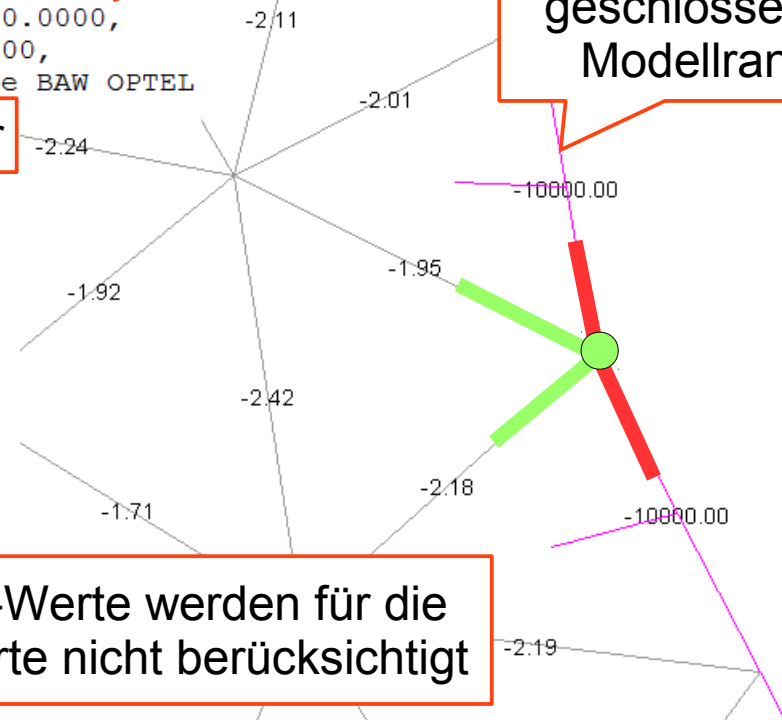 0.0000,
00,
e BAW OPTEL
geschlosse
Modellran
-2.11
-2.01
-2.24
-10000.00
-1.95
-1.92
-2.42
-2.18
-1.71
-10000.00
-Werte werden für die
rte nicht berücksichtigt
-2.19